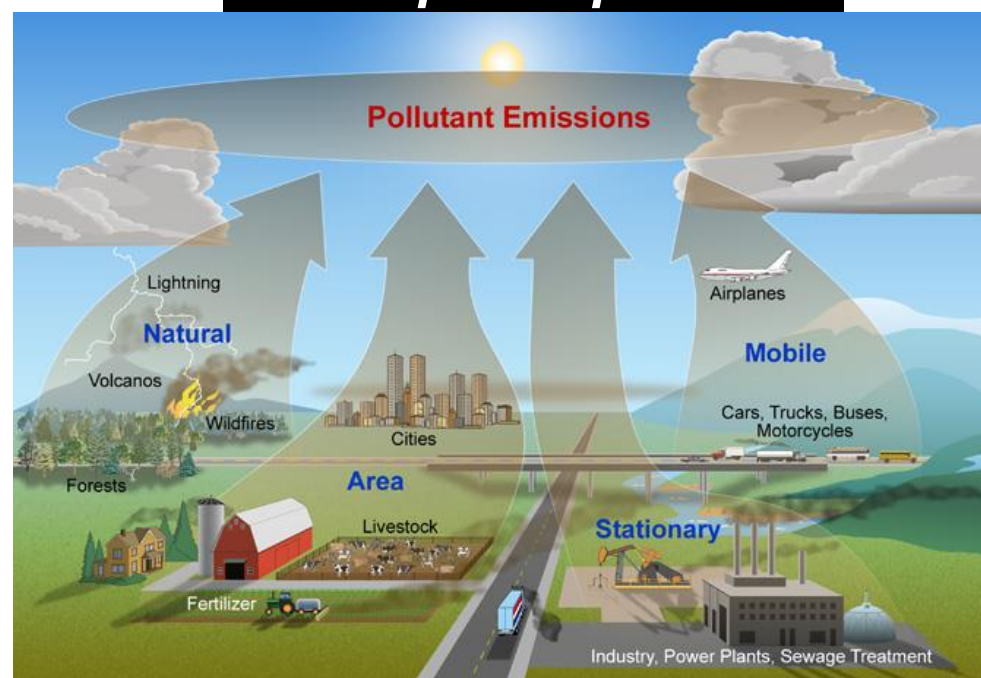 Pollutant Emissions
Lightning
Natural
Volcanos
Wildfires
Forests
Cities
Area
Livestock
Fertilizer
Airplanes
Mobile
Cars, Trucks, Buses,
Motorcycles
Stationary
Industry, Power Plants, Sewage Treatment